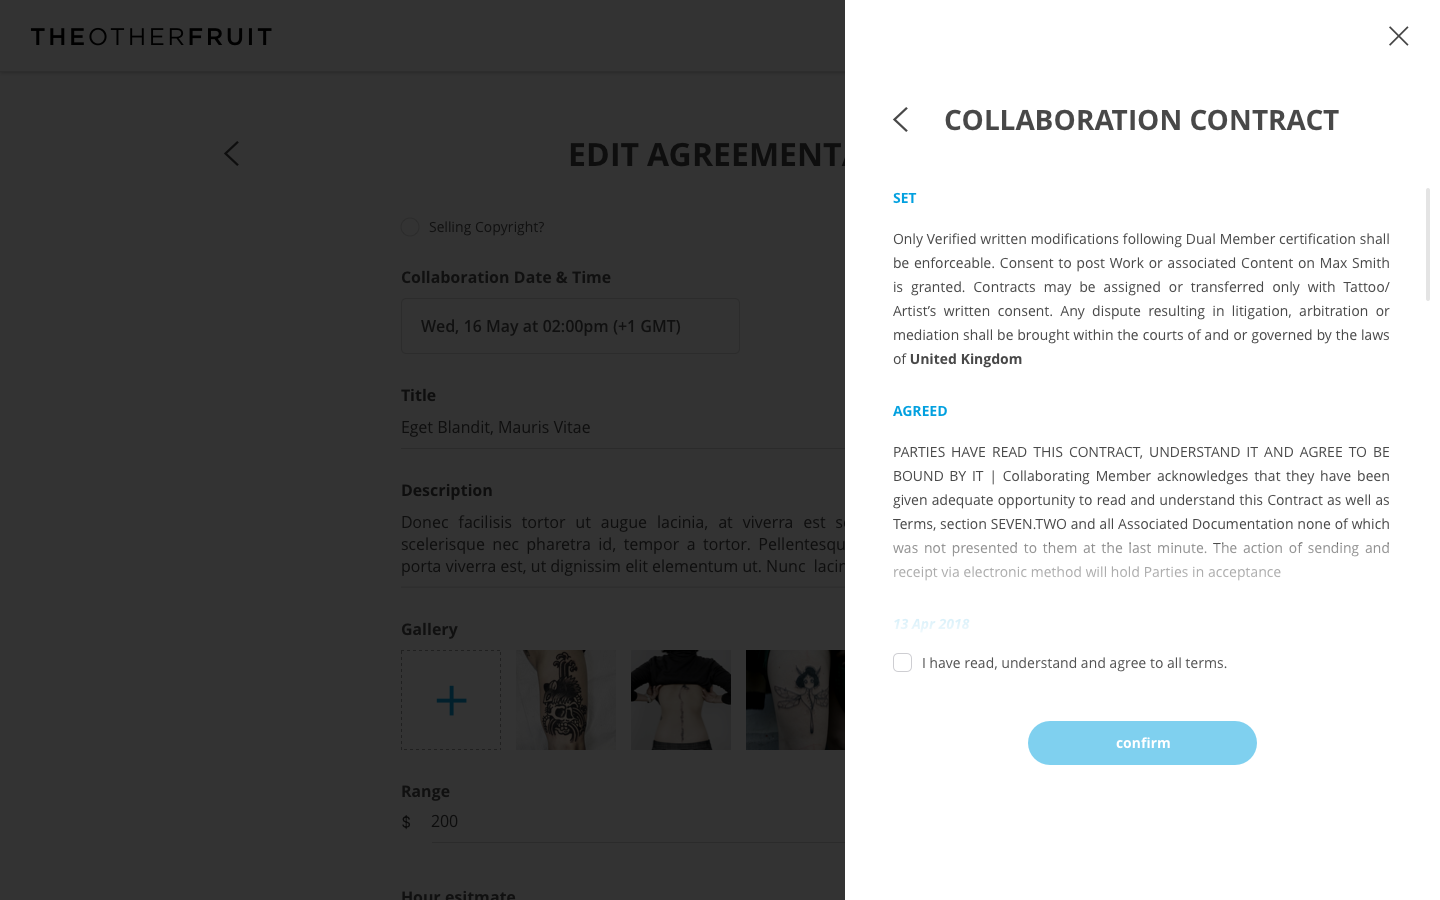 THEOTHERFRUIT
EDIT AGREEMENT
Selling Copyright?
Collaboration Date & Time
Wed, 16 May at 02:00pm (+1 GMT)
Title
Eget Blandit, Mauris Vitae
Description
Donec facilisis tortor ut augue lacinia, at viverra est
scelerisque nec pharetra id, tempor a tortor.
porta viverra est, ut dignissim elit elementum ut. Nunc
Gallery
Range
$ 200
Hour esitmate
COLLABORATION CONTRACT
SET
Only Verified written modifications following Dual Member certification shall
be enforceable. Consent to post Work or associated Content on Max Smith
is granted. Contracts may be assigned or transferred only with Tattoo/
Artist's written consent. Any dispute resulting in litigation, arbitration or
mediation shall be brought within the courts of and or governed by the laws
of United Kingdom
AGREED
PARTIES HAVE READ THIS CONTRACT, UNDERSTAND IT AND AGREE TO BE
BOUND BY IT | Collaborating Member acknowledges that they have been
given adequate opportunity to read and understand this Contract as well as
Terms, section SEVEN.TWO and all Associated Documentation none of which
was not presented to them at the last minute. The action of sending and
receipt via electronic method will hold Parties in acceptance
13 Apr 2018
I have read, understand and agree to all terms.
confirm